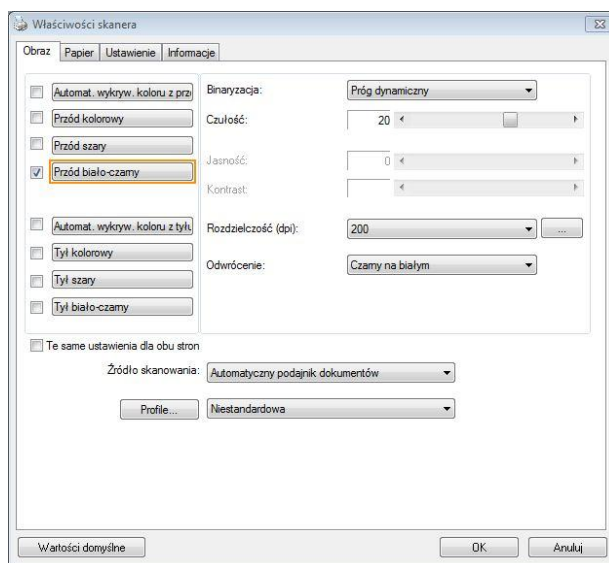 Właściwości skanera
Obraz Papier Ustawienie Informacje
Automat. wykryw. koloru z prz
Przód kolorowy
Przód szary
Przód biało-czarny
Automat. wykryw. koloru z tyłu
Tył kolorowy
Tył szary
Tył biało-czarny
Binaryzacja: Próg dynamiczny
Czułość: 20
Jasność: 0
Kontrast:
Rozdzielczość (dpi): 200 ...
Odwrócenie: Czarny na białym
Te same ustawienia dla obu stron
Źródło skanowania: Automatyczny podajnik dokumentów
Profile... Niestandardowa
Wartości domyślne OK Anuluj